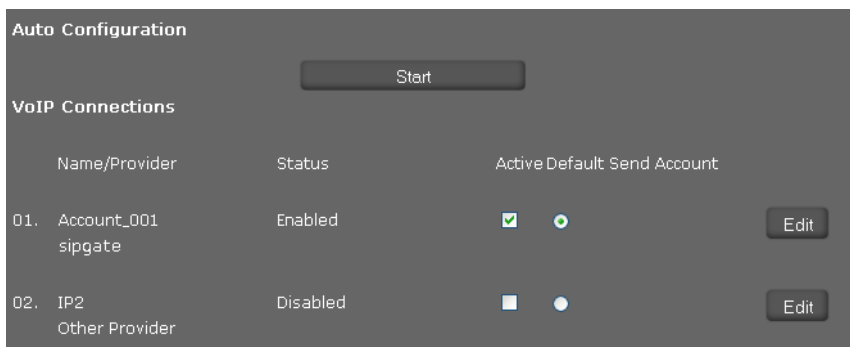 Auto Configuration
Start
VoIP Connections
Name/Provider Status Active Default Send Account
01. Account_001 Enabled Edit
sipgate
02. IP2 Disabled Edit
Other Provider